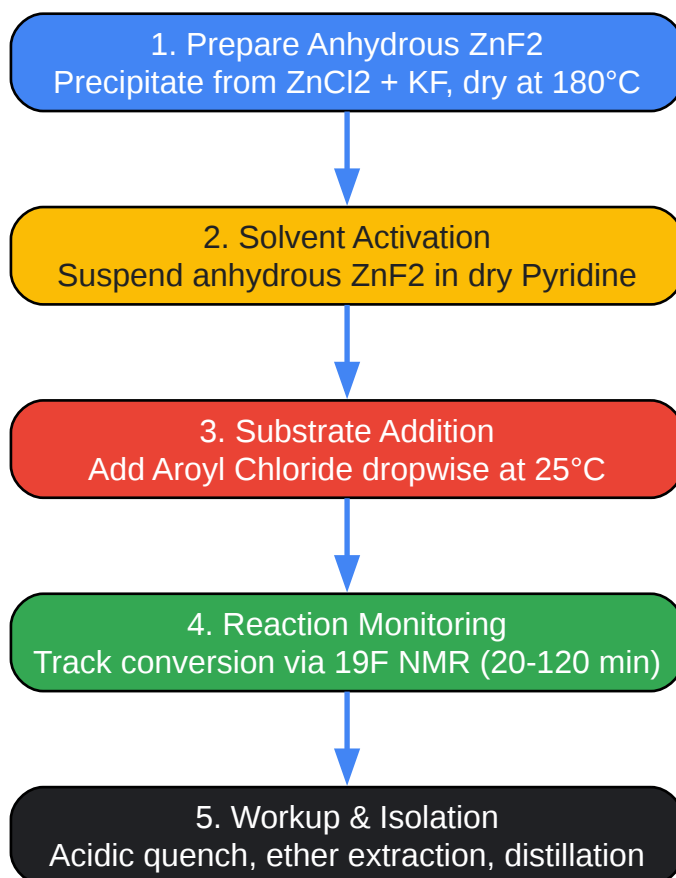 1. Prepare Anhydrous ZnF2
Precipitate from ZnCl2 + KF, dry at 180°C
2. Solvent Activation
Suspend anhydrous ZnF2 in dry Pyridine
3. Substrate Addition
Add Aroyl Chloride dropwise at 25°C
4. Reaction Monitoring
Track conversion via 19F NMR (20-120 min)
5. Workup & Isolation
Acidic quench, ether extraction, distillation